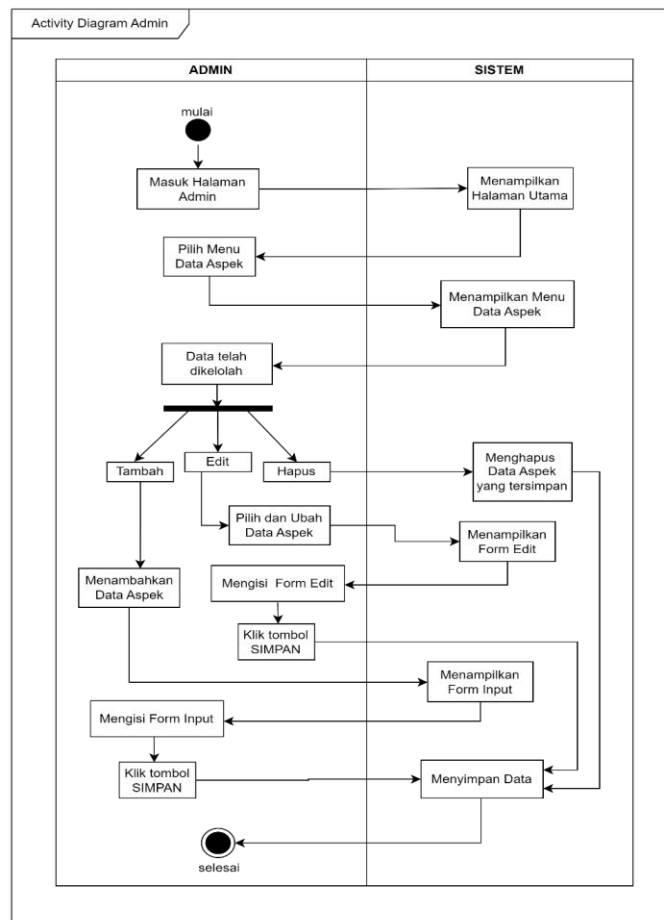 Activity Diagram Admin
ADMIN
SISTEM
mulai
Masuk Halaman
Admin
Menampilkan
Halaman Utama
Pilih Menu
Data Aspek
Menampilkan Menu
Data Aspek
Data telah
dikelolah
Tambah
Edit
Hapus
Menghapus
Data Aspek
yang tersimpan
Pilih dan Ubah
Data Aspek
Menampilkan
Form Edit
Menambahkan
Data Aspek
Mengisi Form Edit
Klik tombol
SIMPAN
Menampilkan
Form Input
Mengisi Form Input
Klik tombol
SIMPAN
Menyimpan Data
selesai